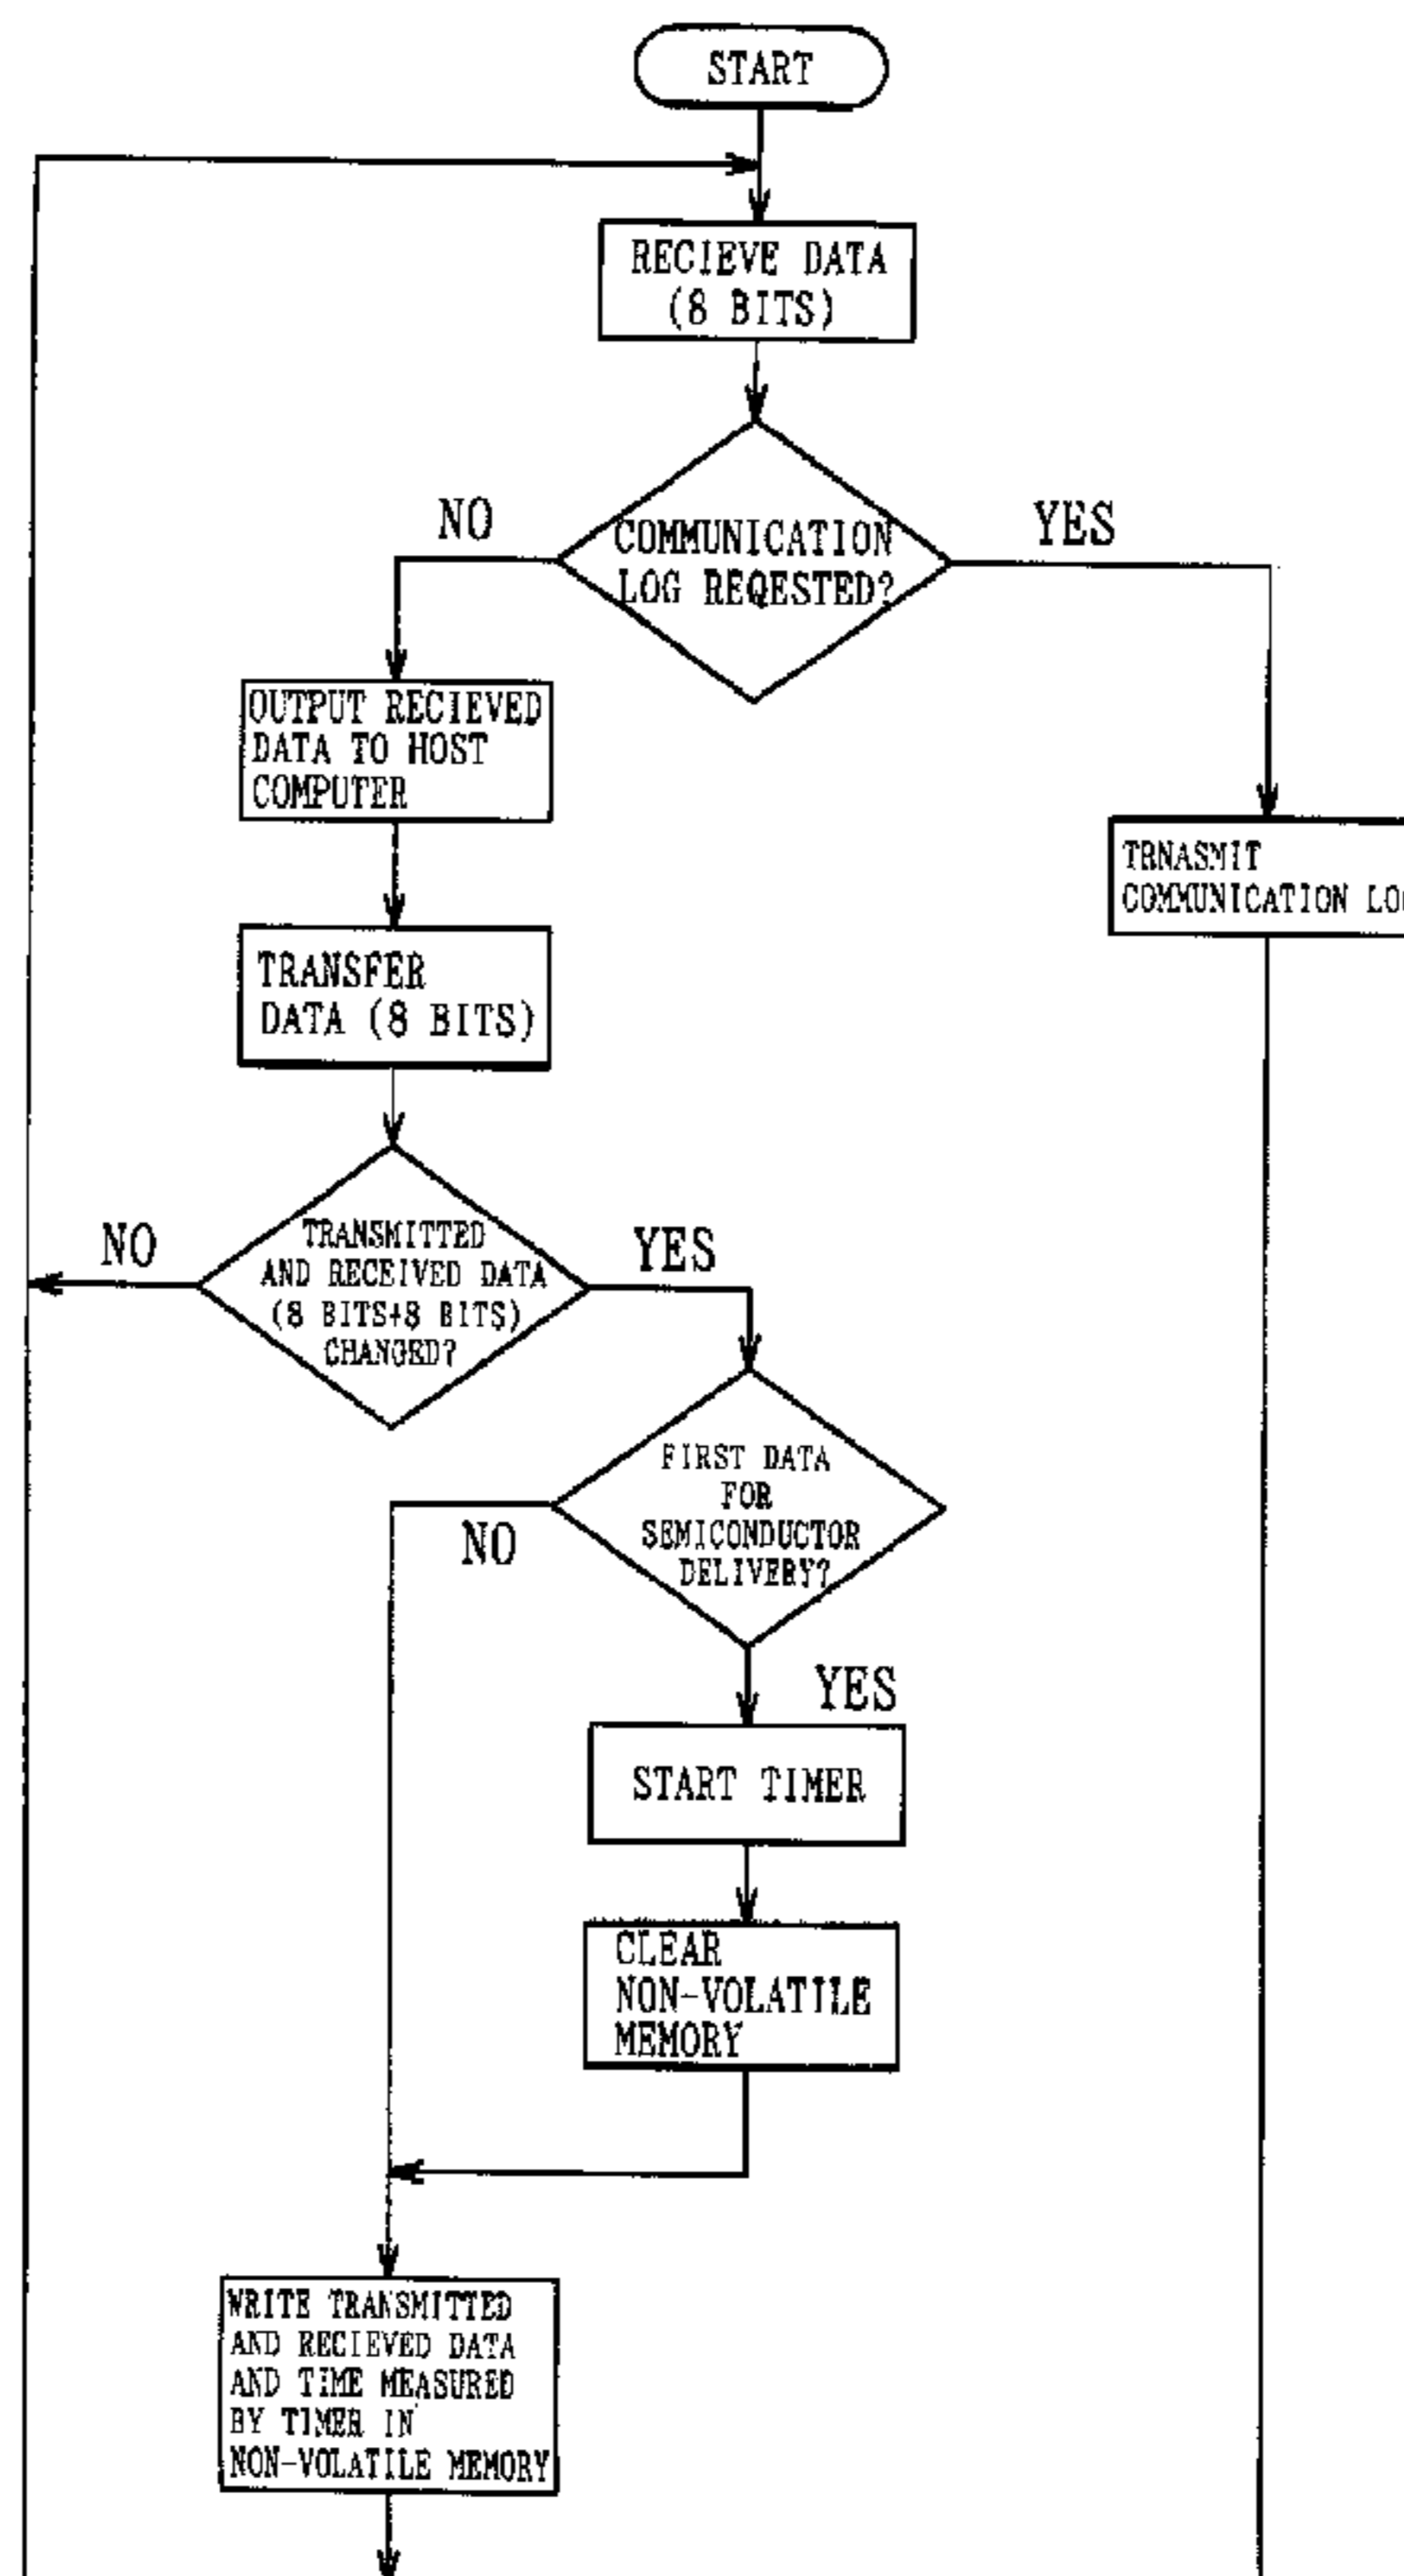 START
RECIEVE DATA
(8 BITS)
NO
YES
COMMUNICATION
LOG REQESTED?
OUTPUT RECIEVED
DATA TO HOST
COMPUTER
TRNASMIT
COMMUNICATION LO
TRANSFER
DATA (8 BITS)
NO
YES
TRANSMITTED
AND RECEIVED DATA
(8 BITS+8 BITS)
CHANGED?
FIRST DATA
FOR
SEMICONDUCTOR
DELIVERY?
NO
YES
START TIMER
CLEAR
NON-VOLATILE
MEMORY
WRITE TRANSMITTED
AND RECIEVED DATA
AND TIME MEASURED
BY TIMER IN
NON-VOLATILE MEMORY